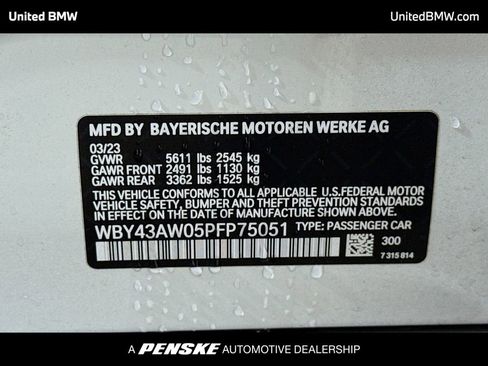 United BMW UnitedBMW.com
MFD BY BAYERISCHE MOTOREN WERKE AG
03/23
GVWR 5611 lbs 2545 kg
GAWR FRONT 2491 lbs 1130 kg
GAWR REAR 3362 lbs 1525 kg
THIS VEHICLE CONFORMS TO ALL APPLICABLE U.S.FEDERAL MOTOR
VEHICLE SAFETY, BUMPER AND THEFT PREVENTION STANDARDS
IN EFFECT ON THE DATE OF MANUFACTURE SHOWN ABOVE.
WBY43AW05PFP75051 TYPE: PASSENGER CAR
300
7 315 814
A PENSKE AUTOMOTIVE DEALERSHIP